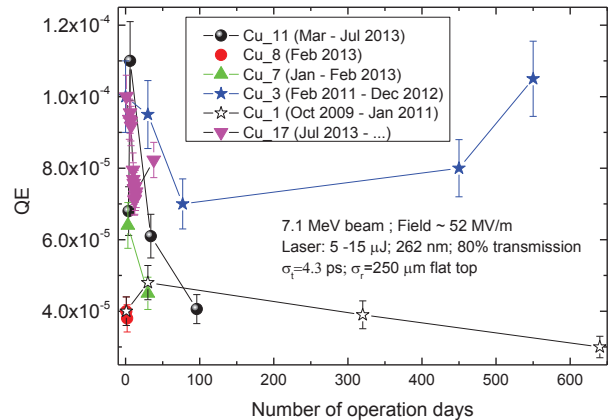 1.2x10-4
1.0x10-4
8.0x10-5
6.0x10-5
4.0x10-5
QE
Cu_11 (Mar - Jul 2013)
Cu_8 (Feb 2013)
Cu_7 (Jan - Feb 2013)
Cu_3 (Feb 2011 - Dec 2012)
Cu_1 (Oct 2009 - Jan 2011)
Cu_17 (Jul 2013 - ...)
7.1 MeV beam ; Field ~ 52 MV/m
Laser: 5 -15 μJ; 262 nm; 80% transmission
σt=4.3 ps; σr=250 μm flat top
0 100 200 300 400 500 600
Number of operation days